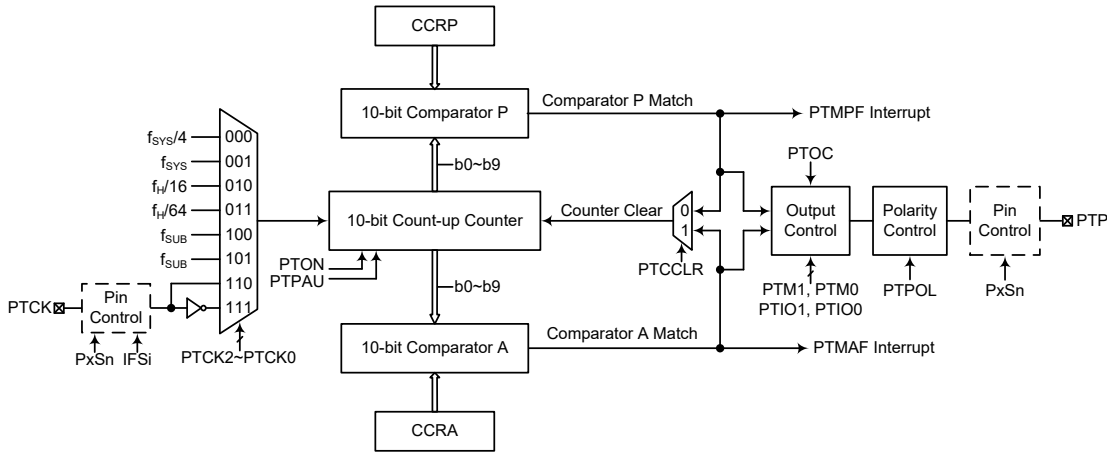 CCRP
10-bit Comparator P
Comparator P Match
PTMPF Interrupt
b0~b9
fSYS/4
000
fSYS
001
fH/16
010
fH/64
011
fSUB
100
fSUB
101
110
111
PTCK
Pin
Control
PxSn
IFSi
PTCK2~PTCK0
10-bit Count-up Counter
PTON
PTPAU
Counter Clear
0
1
PTCCLR
PTOC
Output
Control
PTM1, PTM0
PTIO1, PTIO0
Polarity
Control
PTPOL
Pin
Control
PxSn
PTP
b0~b9
10-bit Comparator A
Comparator A Match
PTMAF Interrupt
CCRA